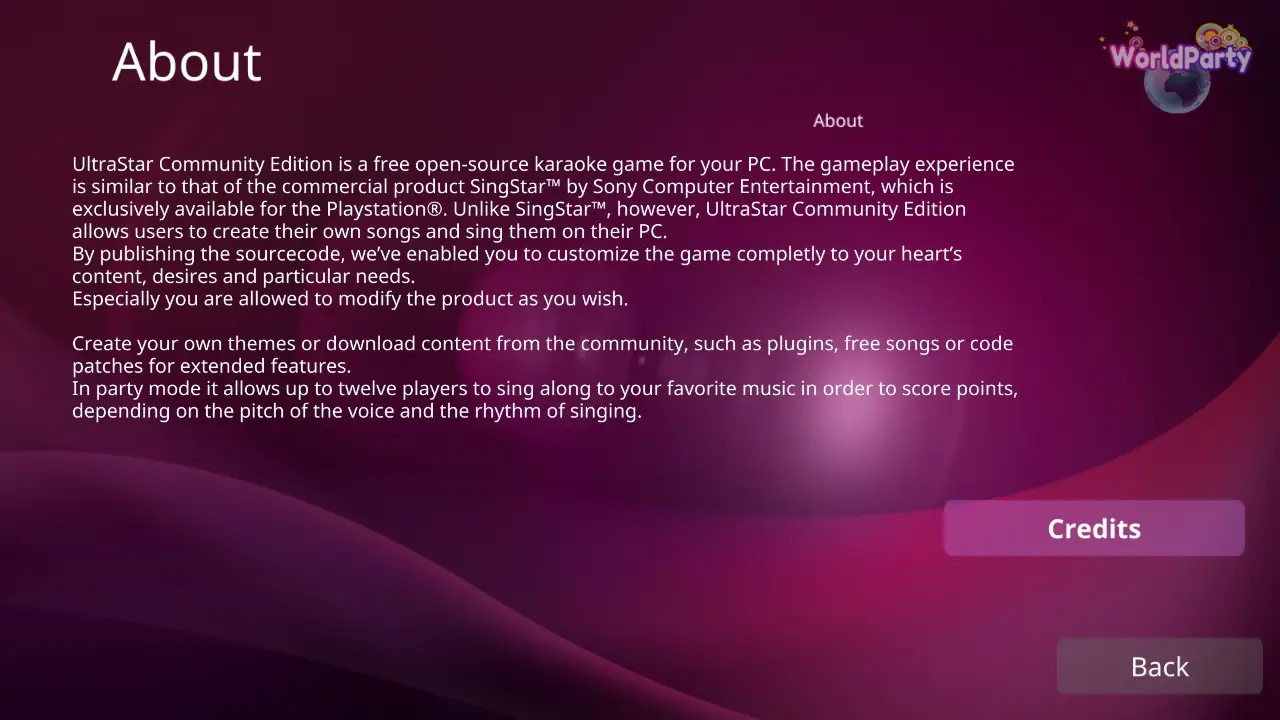 About
WorldParty
About
UltraStar Community Edition is a free open-source karaoke game for your PC. The gameplay experience
is similar to that of the commercial product SingStar™ by Sony Computer Entertainment, which is
exclusively available for the Playstation®. Unlike SingStar™, however, UltraStar Community Edition
allows users to create their own songs and sing them on their PC.
By publishing the sourcecode, we’ve enabled you to customize the game completly to your heart’s
content, desires and particular needs.
Especially you are allowed to modify the product as you wish.
Create your own themes or download content from the community, such as plugins, free songs or code
patches for extended features.
In party mode it allows up to twelve players to sing along to your favorite music in order to score points,
depending on the pitch of the voice and the rhythm of singing.
Credits
Back